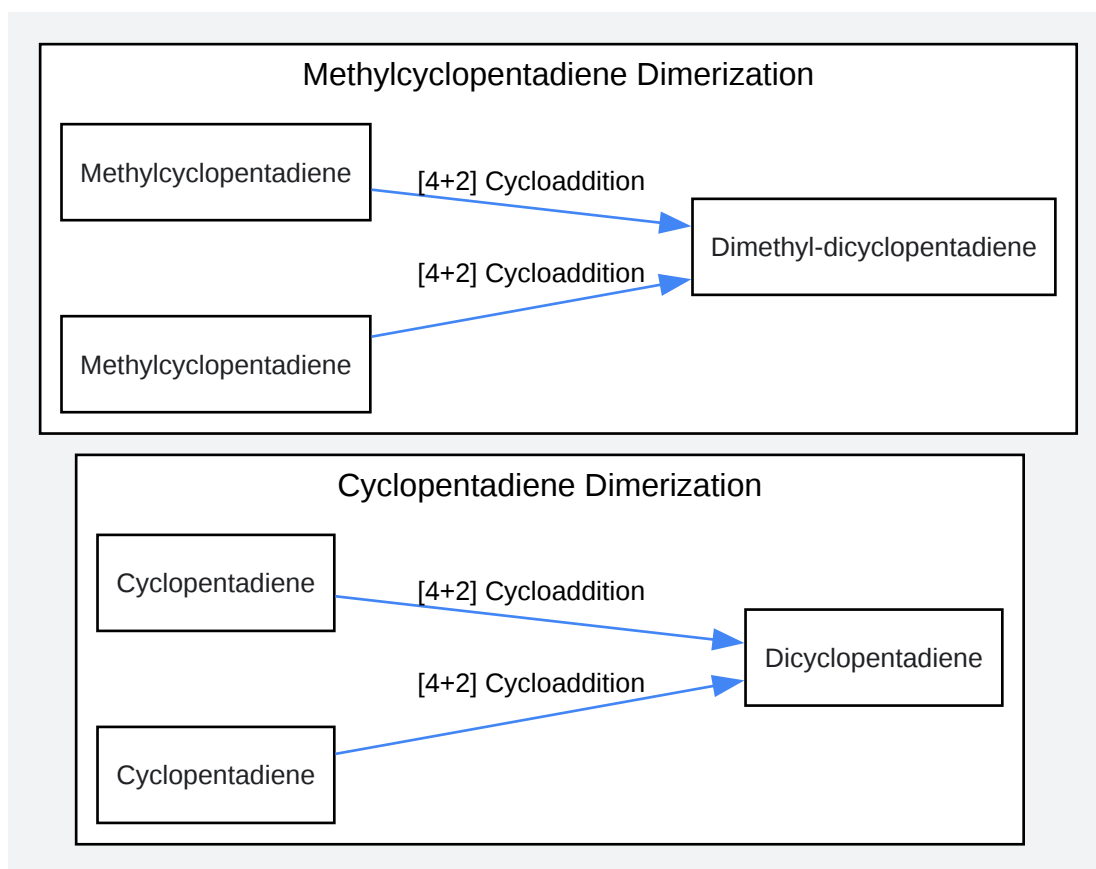 Methylcyclopentadiene Dimerization
Methylcyclopentadiene
[4+2] Cycloaddition
Dimethyl-dicyclopentadiene
[4+2] Cycloaddition
Methylcyclopentadiene
Cyclopentadiene Dimerization
Cyclopentadiene
[4+2] Cycloaddition
Dicyclopentadiene
[4+2] Cycloaddition
Cyclopentadiene